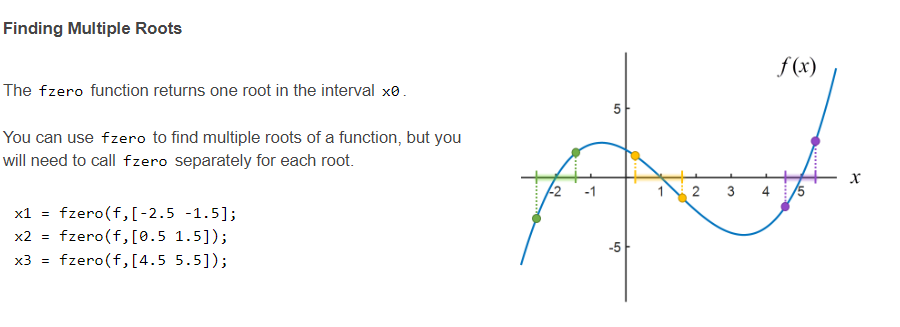 Finding Multiple Roots
The fzero function returns one root in the interval x0.
You can use fzero to find multiple roots of a function, but you
will need to call fzero separately for each root.
x1 = fzero(f,[-2.5 -1.5];
x2 = fzero(f,[0.5 1.5]);
x3 = fzero(f,[4.5 5.5]);
f(x)
5
x
-2 -1 1 2 3 4 5
-5